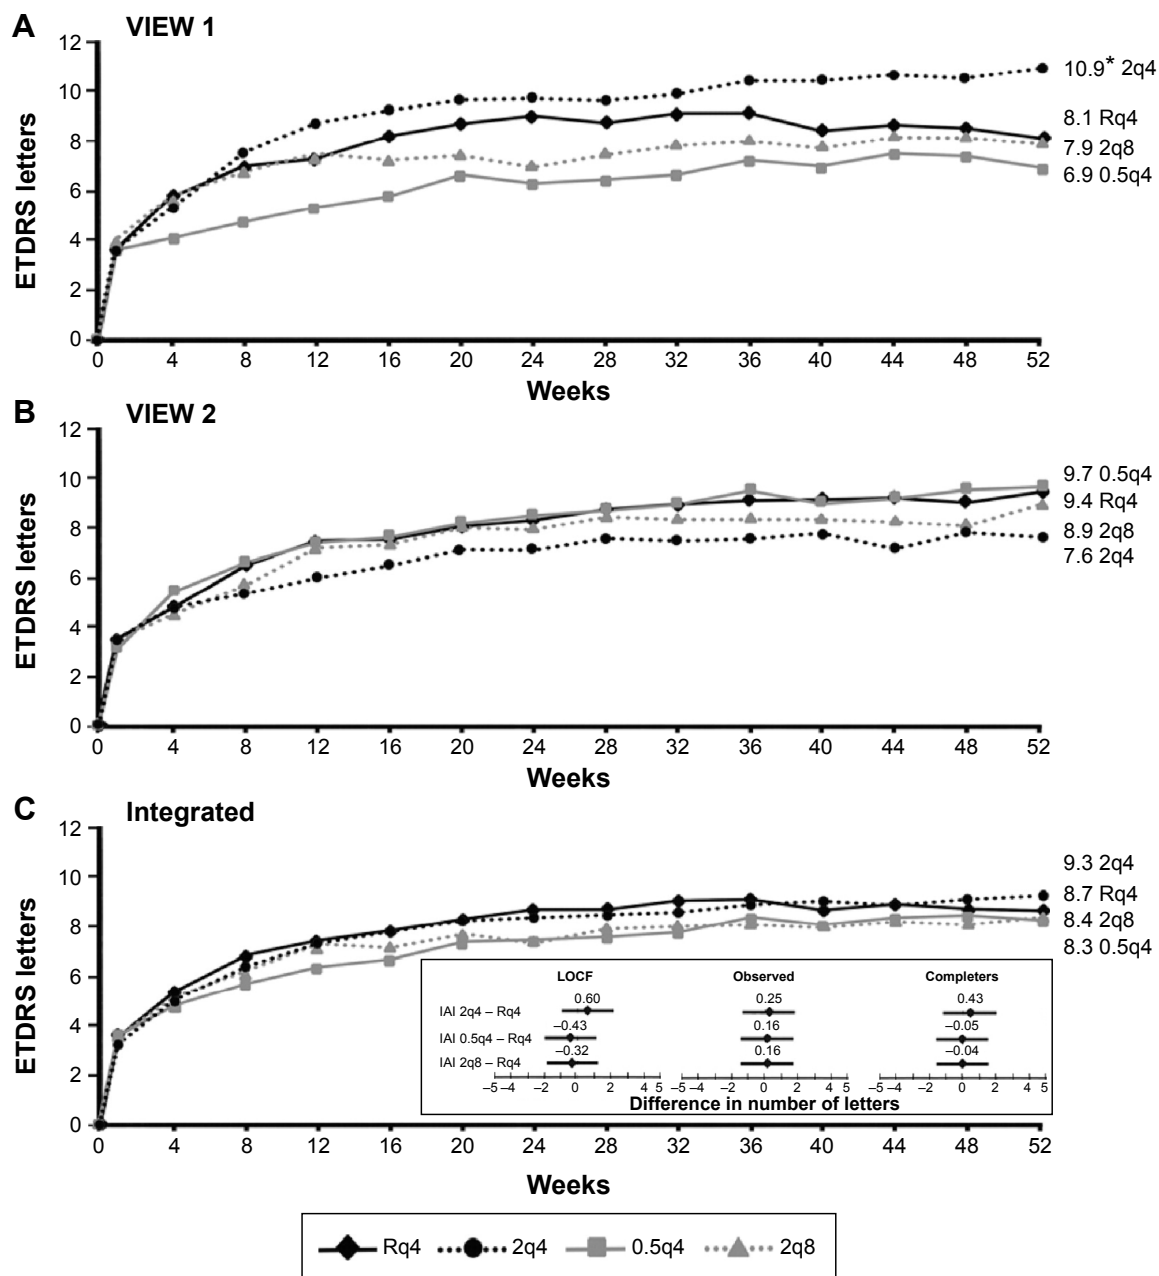 A VIEW 1
12
10
8
6
4
2
0
ETDRS letters
10.9* 2q4
8.1 Rq4
7.9 2q8
6.9 0.5q4
0 4 8 12 16 20 24 28 32 36 40 44 48 52
Weeks
B VIEW 2
12
10
8
6
4
2
0
ETDRS letters
9.7 0.5q4
9.4 Rq4
8.9 2q8
7.6 2q4
0 4 8 12 16 20 24 28 32 36 40 44 48 52
Weeks
C Integrated
12
10
8
6
4
2
0
ETDRS letters
9.3 2q4
8.7 Rq4
8.4 2q8
8.3 0.5q4
LOCF Observed Completers
IAI 2q4 – Rq4 0.60 0.25 0.43
IAI 0.5q4 – Rq4 –0.43 0.16 –0.05
IAI 2q8 – Rq4 –0.32 0.16 –0.04
–5 –4 –2 0 2 4 5 –5 –4 –2 0 2 4 5 –5 –4 –2 0 2 4 5
Difference in number of letters
0 4 8 12 16 20 24 28 32 36 40 44 48 52
Weeks
Rq4 2q4 0.5q4 2q8